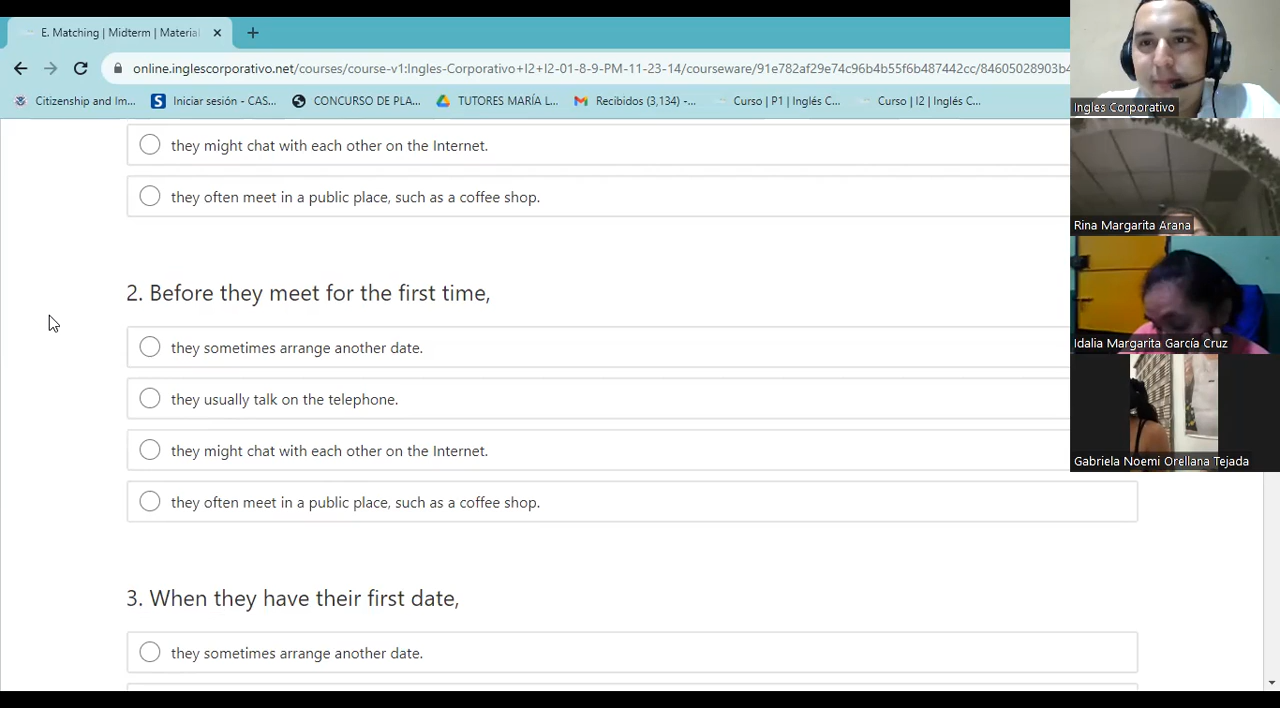 E. Matching | Midterm | Material
online.inglescorporativo.net/courses/course-v1:Ingles-Corporativo+I2+I2-01-8-9-PM-11-23-14/courseware/91e782af29e74c96b4b55f6b487442cc/84605028903b4
Citizenship and Im... Iniciar sesión - CAS... CONCURSO DE PLA... TUTORES MARÍA L... Recibidos (3,134) -... Curso | P1 | Inglés C... Curso | I2 | Inglés C...
Ingles Corporativo
they might chat with each other on the Internet.
they often meet in a public place, such as a coffee shop.
Rina Margarita Arana
2. Before they meet for the first time,
they sometimes arrange another date.
Idalia Margarita García Cruz
they usually talk on the telephone.
they might chat with each other on the Internet.
Gabriela Noemi Orellana Tejada
they often meet in a public place, such as a coffee shop.
3. When they have their first date,
they sometimes arrange another date.